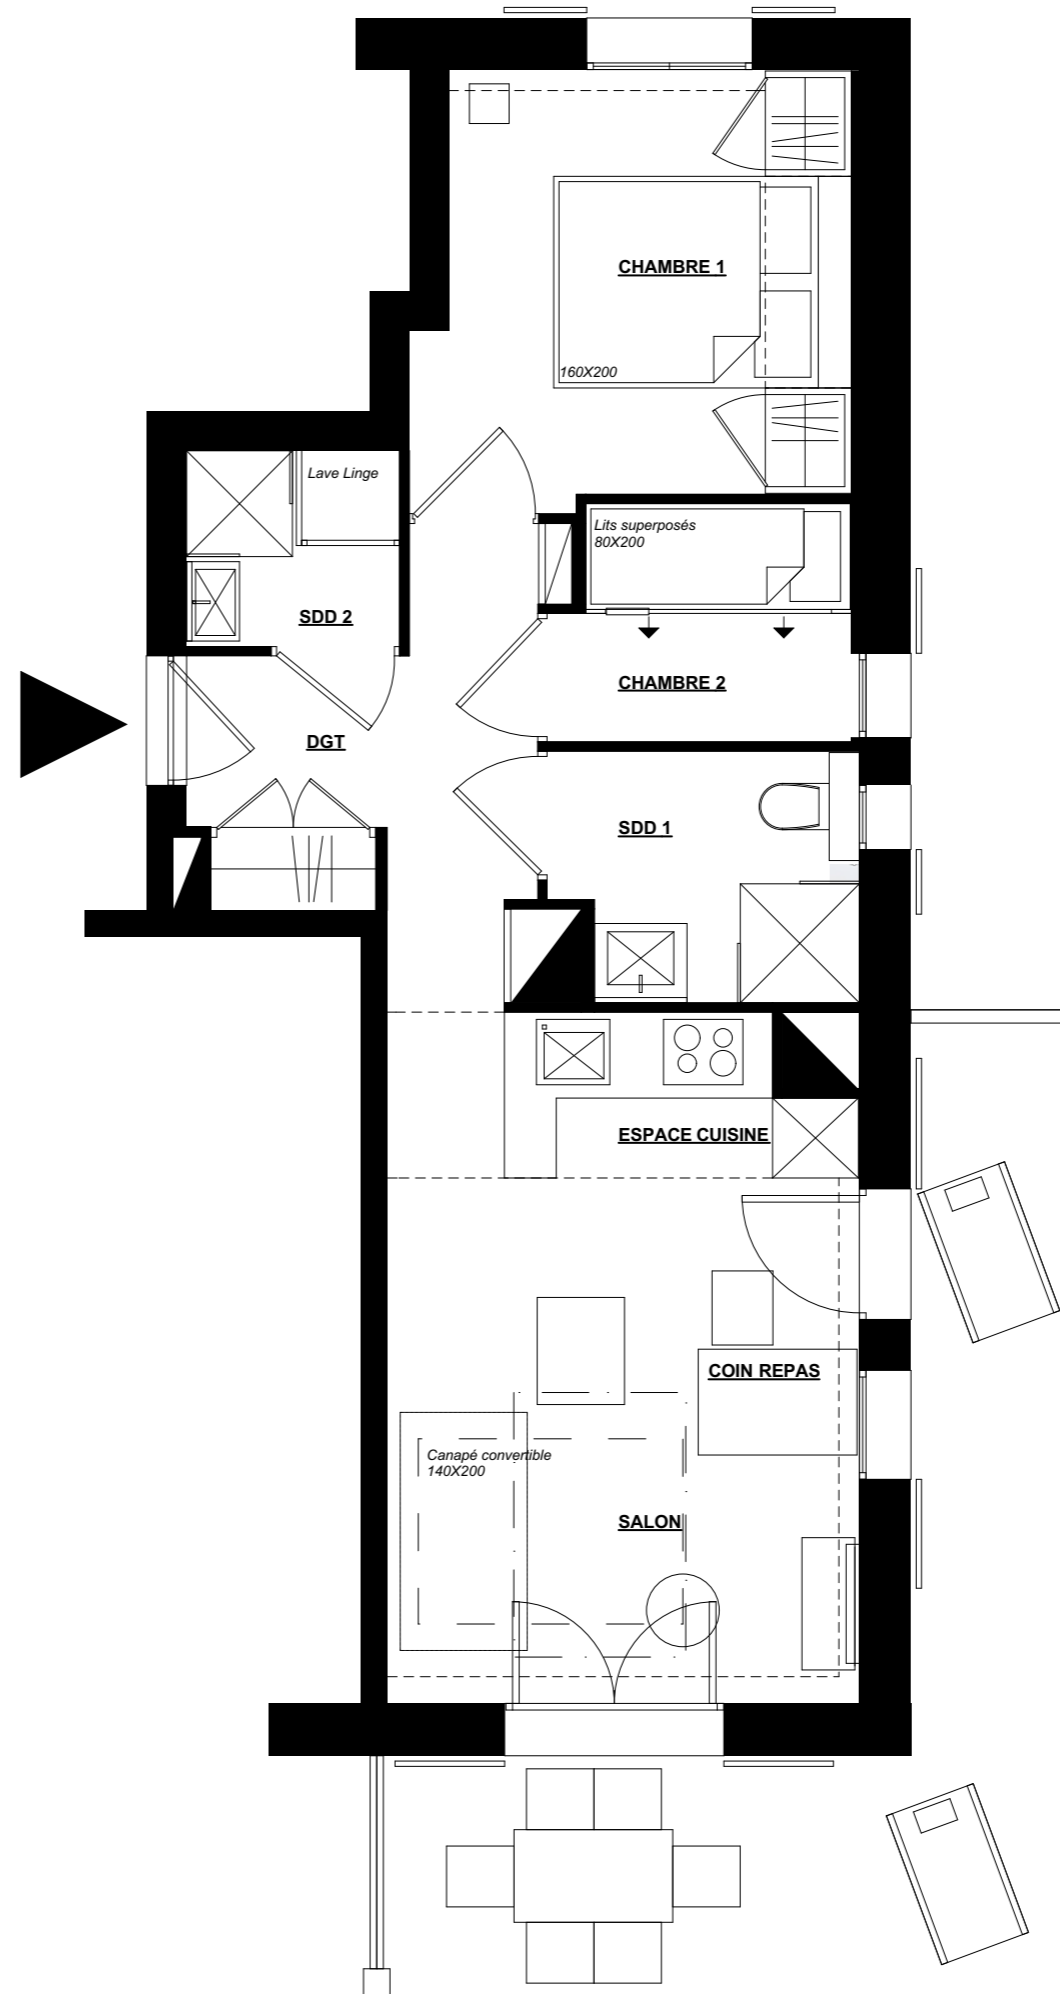 CHAMBRE 1
160X200
Lave Linge
Lits superposés
80X200
SDD 2
CHAMBRE 2
DGT
SDD 1
ESPACE CUISINE
COIN REPAS
Canapé convertible
140X200
SALON